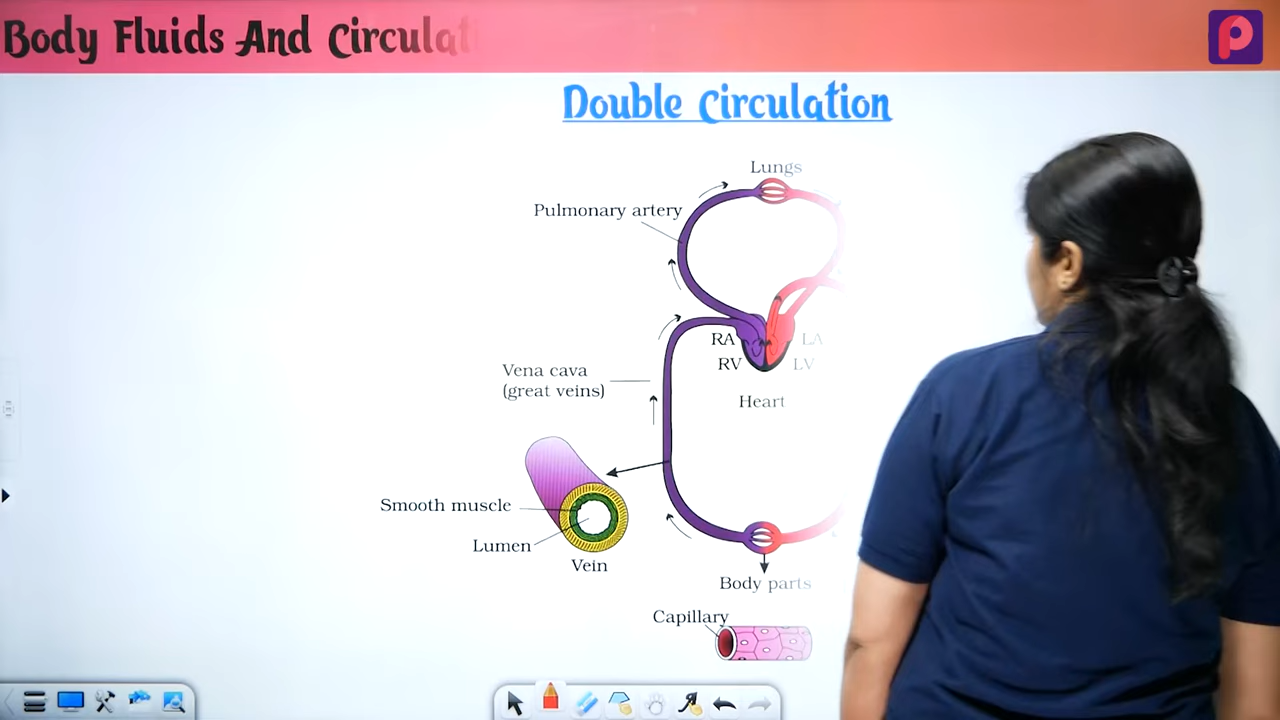 Body Fluids And Circulat
Double Circulation
Lungs
Pulmonary artery
RA
LA
RV
LV
Vena cava
(great veins)
Heart
Smooth muscle
Lumen
Vein
Body parts
Capillary